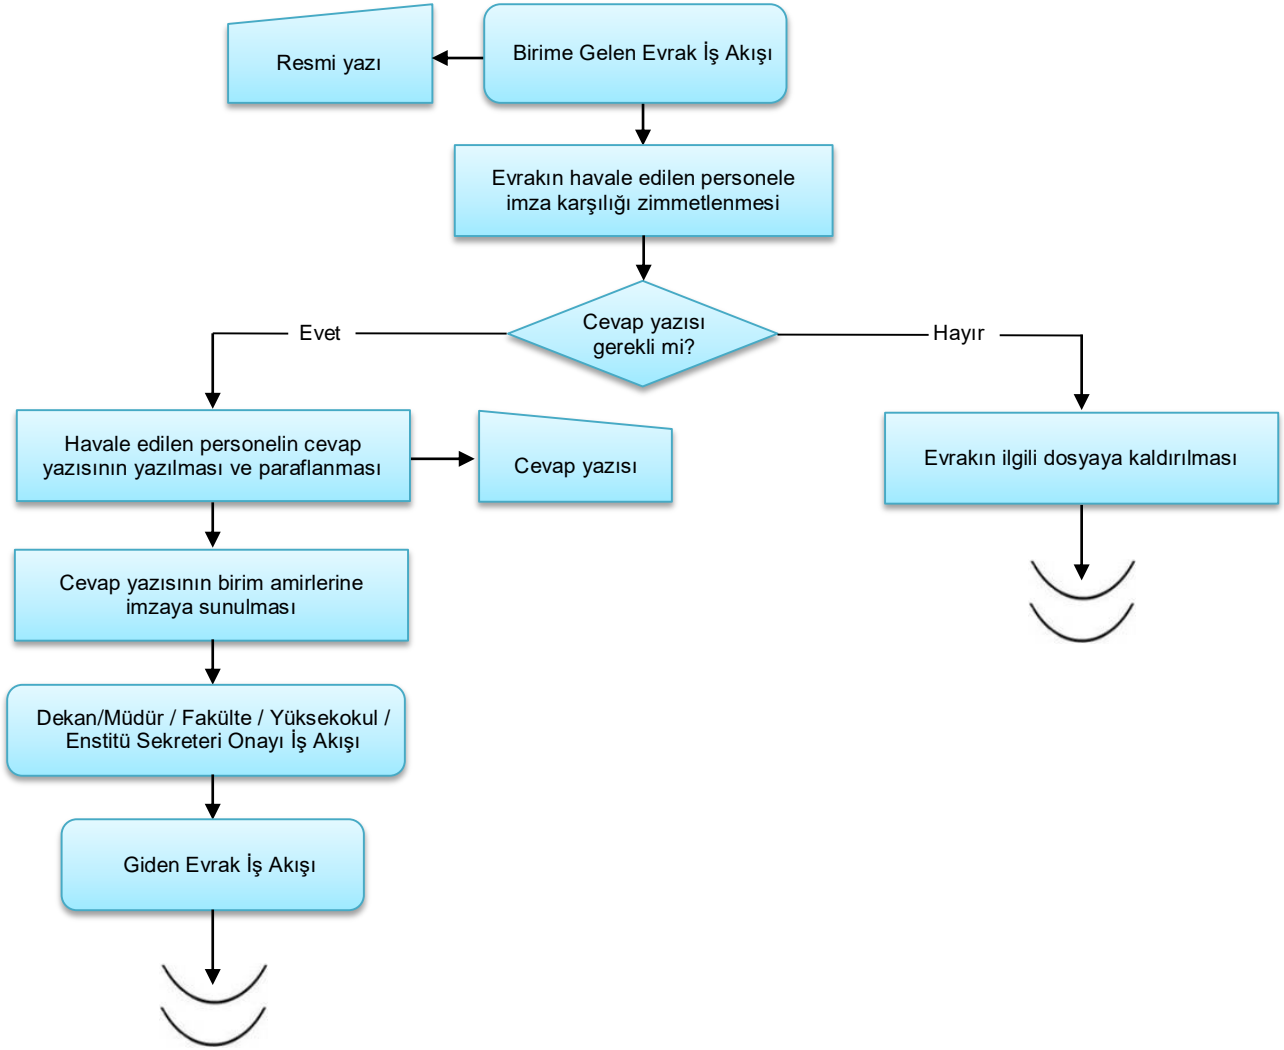 Resmi yazı
Birime Gelen Evrak İş Akışı
Evrakın havale edilen personele
imza karşılığı zimmetlenmesi
Cevap yazısı
gerekli mi?
Evet
Hayır
Havale edilen personelin cevap
yazısının yazılması ve paraflanması
Cevap yazısı
Evrakın ilgili dosyaya kaldırılması
Cevap yazısının birim amirlerine
imzaya sunulması
Dekan/Müdür / Fakülte / Yüksekokul /
Enstitü Sekreteri Onayı İş Akışı
Giden Evrak İş Akışı